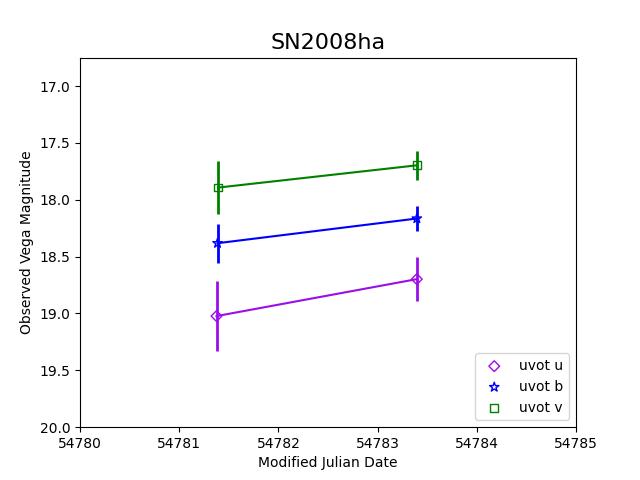 SN2008ha
Observed Vega Magnitude
17.0
17.5
18.0
18.5
19.0
19.5
20.0
54780 54781 54782 54783 54784 54785
Modified Julian Date
uvot u
uvot b
uvot v